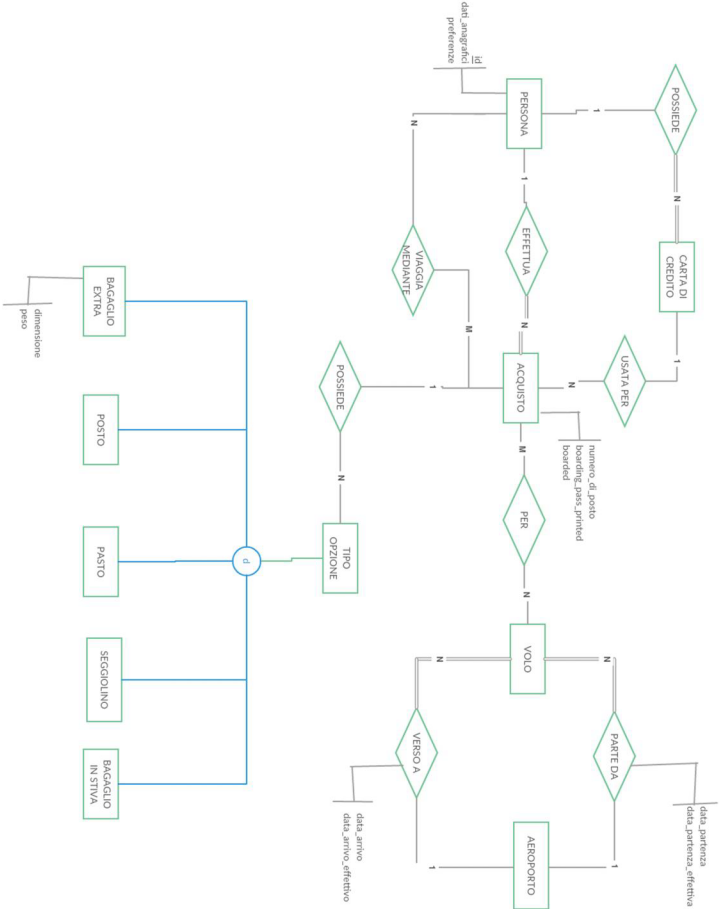 data_partenza
data_partenza_effettiva
POSSIEDE
N
CARTA DI
CREDITO
1
USATA PER
PARTE DA
1
N
1
numero_di_posto
boarding_pass_printed
boarded
N
PERSONA
1
EFFETTUA
N
ACQUISTO
M
PER
N
VOLO
AEROPORTO
id
dati_anagrafici
preferenze
M
N
1
1
N
VIAGGIA
MEDIANTE
VERSO A
data_arrivo
data_arrivo_effettivo
POSSIEDE
N
TIPO
OPZIONE
d
BAGAGLIO
EXTRA
POSTO
PASTO
SEGGIOLINO
BAGAGLIO
IN STIVA
dimensione
peso